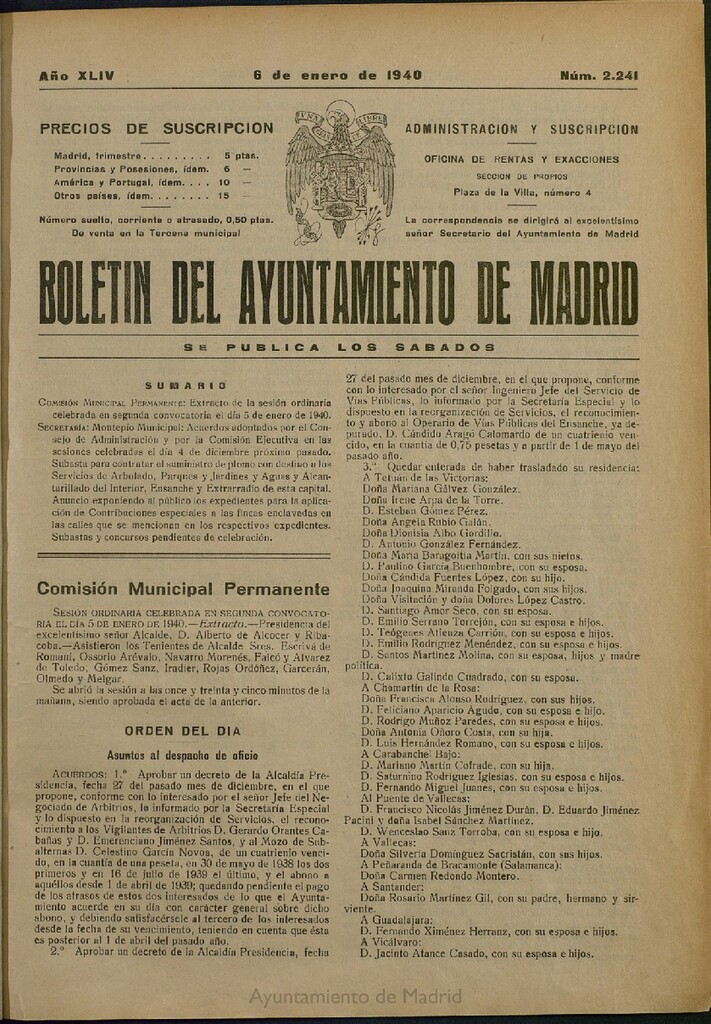 Año XLIV
6 de enero de 1940
Núm. 2.241
PRECIOS DE SUSCRIPCION
Madrid, trimestre . . . . . . . . . 5 ptas.
Provincias y Posesiones, ídem. 6 —
América y Portugal, ídem. . . . 10 —
Otros países, ídem. . . . . . . . . 15 —
Número suelto, corriente o atrasado, 0,50 ptas.
De venta en la Tercena municipal
ADMINISTRACION Y SUSCRIPCION
OFICINA DE RENTAS Y EXACCIONES
SECCION DE PROPIOS
Plaza de la Villa, número 4
La correspondencia se dirigirá al excelentísimo
señor Secretario del Ayuntamiento de Madrid
BOLETIN DEL AYUNTAMIENTO DE MADRID
SE PUBLICA LOS SABADOS
SUMARIO
COMISIÓN MUNICIPAL PERMANENTE: Extracto de la sesión ordinaria
celebrada en segunda convocatoria el día 5 de enero de 1940.
SECRETARÍA: Montepío Municipal: Acuerdos adoptados por el Con-
sejo de Administración y por la Comisión Ejecutiva en las
sesiones celebradas el día 4 de diciembre próximo pasado.
Subasta para contratar el suministro de plomo con destino a los
Servicios de Arbolado, Parques y Jardines y Aguas y Alcan-
tarillado del Interior, Ensanche y Extrarradio de esta capital.
Anuncio exponiendo al público los expedientes para la aplica-
ción de Contribuciones especiales a las fincas enclavadas en
las calles que se mencionan en los respectivos expedientes.
Subastas y concursos pendientes de celebración.
Comisión Municipal Permanente
SESIÓN ORDINARIA CELEBRADA EN SEGUNDA CONVOCATO-
RIA EL DÍA 5 DE ENERO DE 1940.—Extracto.—Presidencia del
excelentísimo señor Alcalde, D. Alberto de Alcocer y Riba-
coba.—Asistieron los Tenientes de Alcalde Sres. Escrivá de
Romaní, Ossorio Arévalo, Navarro Morenés, Falcó y Alvarez
de Toledo, Gómez Sanz, Iradier, Rojas Ordóñez, Garcerán,
Olmedo y Melgar.
Se abrió la sesión a las once y treinta y cinco minutos de la
mañana, siendo aprobada el acta de la anterior.
ORDEN DEL DIA
Asuntos al despacho de oficio
ACUERDOS: 1.º Aprobar un decreto de la Alcaldía Pre-
sidencia, fecha 27 del pasado mes de diciembre, en el que
propone, conforme con lo interesado por el señor Jefe del Ne-
gociado de Arbitrios, lo informado por la Secretaría Especial
y lo dispuesto en la reorganización de Servicios, el recono-
cimiento a los Vigilantes de Arbitrios D. Gerardo Orantes Ca-
bañas y D. Emerenciano Jiménez Santos, y al Mozo de Sub-
alternas D. Celestino García Novoa, de un cuatrienio venci-
do, en la cuantía de una peseta, en 30 de mayo de 1938 los dos
primeros y en 16 de julio de 1939 el último, y el abono a
aquéllos desde 1 de abril de 1939; quedando pendiente el pago
de los atrasos de estos dos interesados de lo que el Ayunta-
miento acuerde en su día con carácter general sobre dicho
abono, y debiendo satisfacérsele al tercero de los interesados
desde la fecha de su vencimiento, teniendo en cuenta que ésta
es posterior al 1 de abril del pasado año.
2.º Aprobar un decreto de la Alcaldía Presidencia, fecha
27 del pasado mes de diciembre, en el que propone, conforme
con lo interesado por el señor Ingeniero Jefe del Servicio de
Vías Públicas, lo informado por la Secretaría Especial y lo
dispuesto en la reorganización de Servicios, el reconocimien-
to y abono al Operario de Vías Públicas del Ensanche, ya de-
purado, D. Cándido Aragó Calomardo de un cuatrienio ven-
cido, en la cuantía de 0,75 pesetas y a partir de 1 de mayo del
pasado año.
3.º Quedar enterada de haber trasladado su residencia:
A Tetuán de las Victorias:
Doña Mariana Gálvez González.
Doña Irene Arpa de la Torre.
D. Esteban Gómez Pérez.
Doña Angela Rubio Galán.
Doña Dionisia Albo Gordillo.
D. Antonio González Fernández.
Doña María Baragoitia Martín, con sus nietos.
D. Paulino García Buenhombre, con su esposa.
Doña Cándida Fuentes López, con su hijo.
Doña Joaquina Miranda Folgado, con sus hijos.
Doña Visitación y doña Dolores López Castro.
D. Santiago Amor Seco, con su esposa.
D. Emilio Serrano Torrejón, con su esposa e hijos.
D. Teógenes Atienza Carrión, con su esposa e hijos.
D. Emilio Rodríguez Menéndez, con su esposa e hijos.
D. Santos Martínez Molina, con su esposa, hijos y madre
política.
D. Calixto Galindo Cuadrado, con su esposa.
A Chamartín de la Rosa:
Doña Francisca Alonso Rodríguez, con sus hijos.
D. Feliciano Aparicio Agudo, con su esposa e hijo.
D. Rodrigo Muñoz Paredes, con su esposa e hijos.
Doña Antonia Oñoro Costa, con su hija.
D. Luis Hernández Romano, con su esposa e hijos.
A Carabanchel Bajo:
D. Mariano Martín Cofrade, con su hija.
D. Saturnino Rodríguez Iglesias, con su esposa e hijos.
D. Fernando Miguel Juanes, con su esposa e hijos.
Al Puente de Vallecas:
D. Francisco Nicolás Jiménez Durán, D. Eduardo Jiménez
Pacini y doña Isabel Sánchez Martínez.
D. Wenceslao Sanz Torroba, con su esposa e hijo.
A Vallecas:
Doña Silveria Domínguez Sacristán, con sus hijos.
A Peñaranda de Bracamonte (Salamanca):
Doña Carmen Redondo Montero.
A Santander:
Doña Rosario Martínez Gil, con su padre, hermano y sir-
viente.
A Guadalajara:
D. Fernando Ximénez Herranz, con su esposa e hijos.
A Vicálvaro:
D. Jacinto Atance Casado, con su esposa e hijos.
Ayuntamiento de Madrid